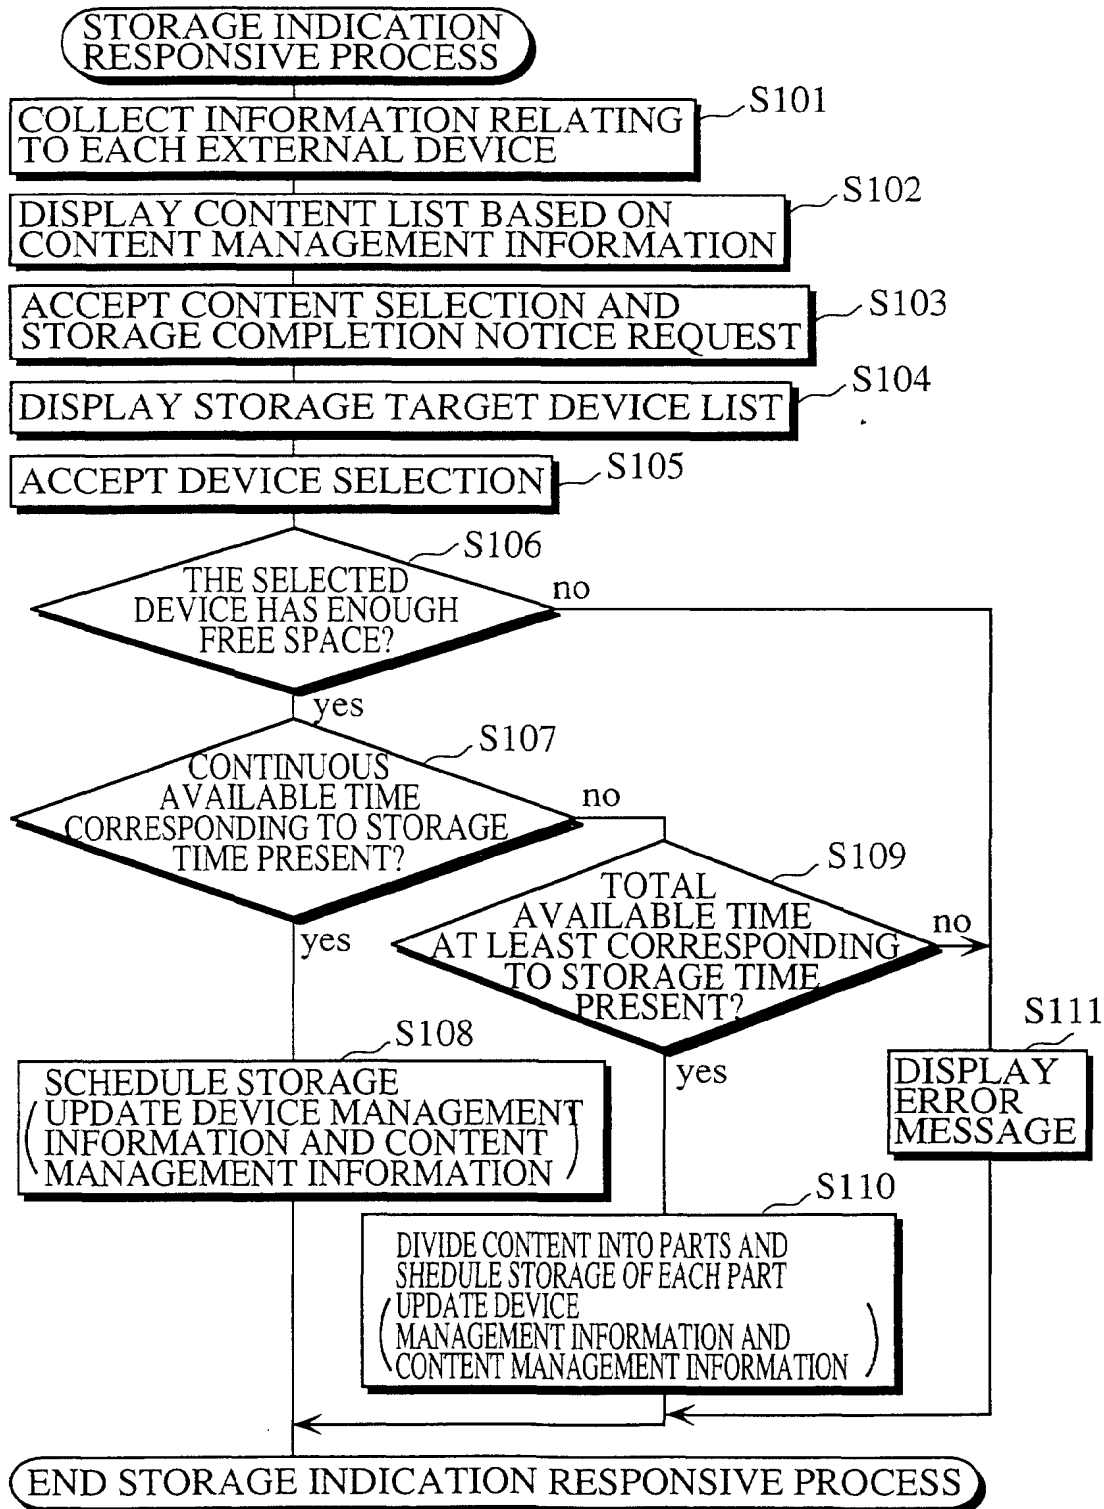 STORAGE INDICATION
RESPONSIVE PROCESS
S101
COLLECT INFORMATION RELATING
TO EACH EXTERNAL DEVICE
S102
DISPLAY CONTENT LIST BASED ON
CONTENT MANAGEMENT INFORMATION
S103
ACCEPT CONTENT SELECTION AND
STORAGE COMPLETION NOTICE REQUEST
S104
DISPLAY STORAGE TARGET DEVICE LIST
S105
ACCEPT DEVICE SELECTION
S106
THE SELECTED
DEVICE HAS ENOUGH
FREE SPACE?
no
yes
S107
CONTINUOUS
AVAILABLE TIME
CORRESPONDING TO STORAGE
TIME PRESENT?
no
yes
S109
TOTAL
AVAILABLE TIME
AT LEAST CORRESPONDING
TO STORAGE TIME
PRESENT?
no
yes
S108
SCHEDULE STORAGE
(UPDATE DEVICE MANAGEMENT
INFORMATION AND CONTENT
MANAGEMENT INFORMATION)
S111
DISPLAY
ERROR
MESSAGE
S110
DIVIDE CONTENT INTO PARTS AND
SHEDULE STORAGE OF EACH PART
(UPDATE DEVICE
MANAGEMENT INFORMATION AND
CONTENT MANAGEMENT INFORMATION)
END STORAGE INDICATION RESPONSIVE PROCESS